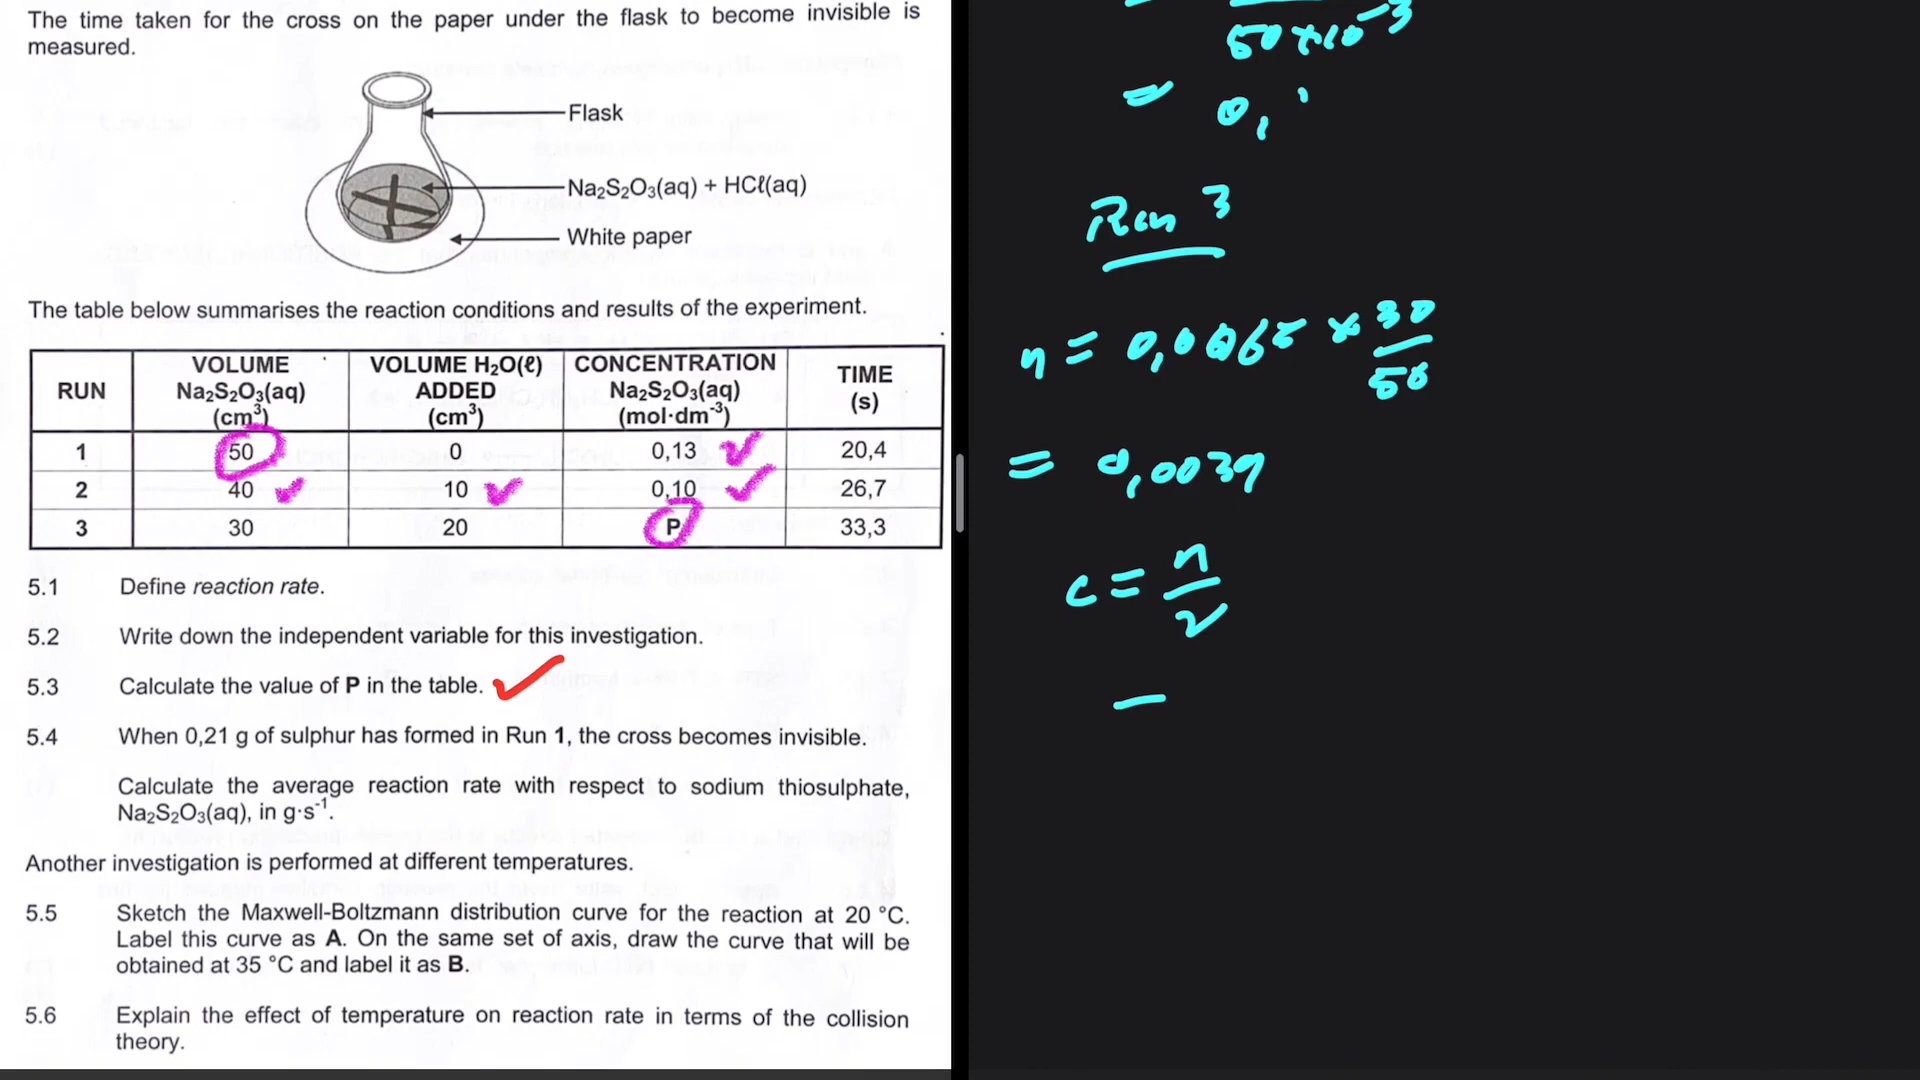 The time taken for the cross on the paper under the flask to become invisible is
measured.
Flask
Na₂S₂O₃(aq) + HCℓ(aq)
White paper
The table below summarises the reaction conditions and results of the experiment.
RUN VOLUME Na₂S₂O₃(aq) (cm³) VOLUME H₂O(ℓ) ADDED (cm³) CONCENTRATION Na₂S₂O₃(aq) (mol·dm⁻³) TIME (s)
1 50 0 0,13 20,4
2 40 10 0,10 26,7
3 30 20 P 33,3
5.1 Define reaction rate.
5.2 Write down the independent variable for this investigation.
5.3 Calculate the value of P in the table.
5.4 When 0,21 g of sulphur has formed in Run 1, the cross becomes invisible.
Calculate the average reaction rate with respect to sodium thiosulphate,
Na₂S₂O₃(aq), in g·s⁻¹.
Another investigation is performed at different temperatures.
5.5 Sketch the Maxwell-Boltzmann distribution curve for the reaction at 20 °C.
Label this curve as A. On the same set of axis, draw the curve that will be
obtained at 35 °C and label it as B.
5.6 Explain the effect of temperature on reaction rate in terms of the collision
theory.
50 × 10⁻³
= 0,1
Run 3
n = 0,0065 × 30/50
= 0,0039
c = n/v